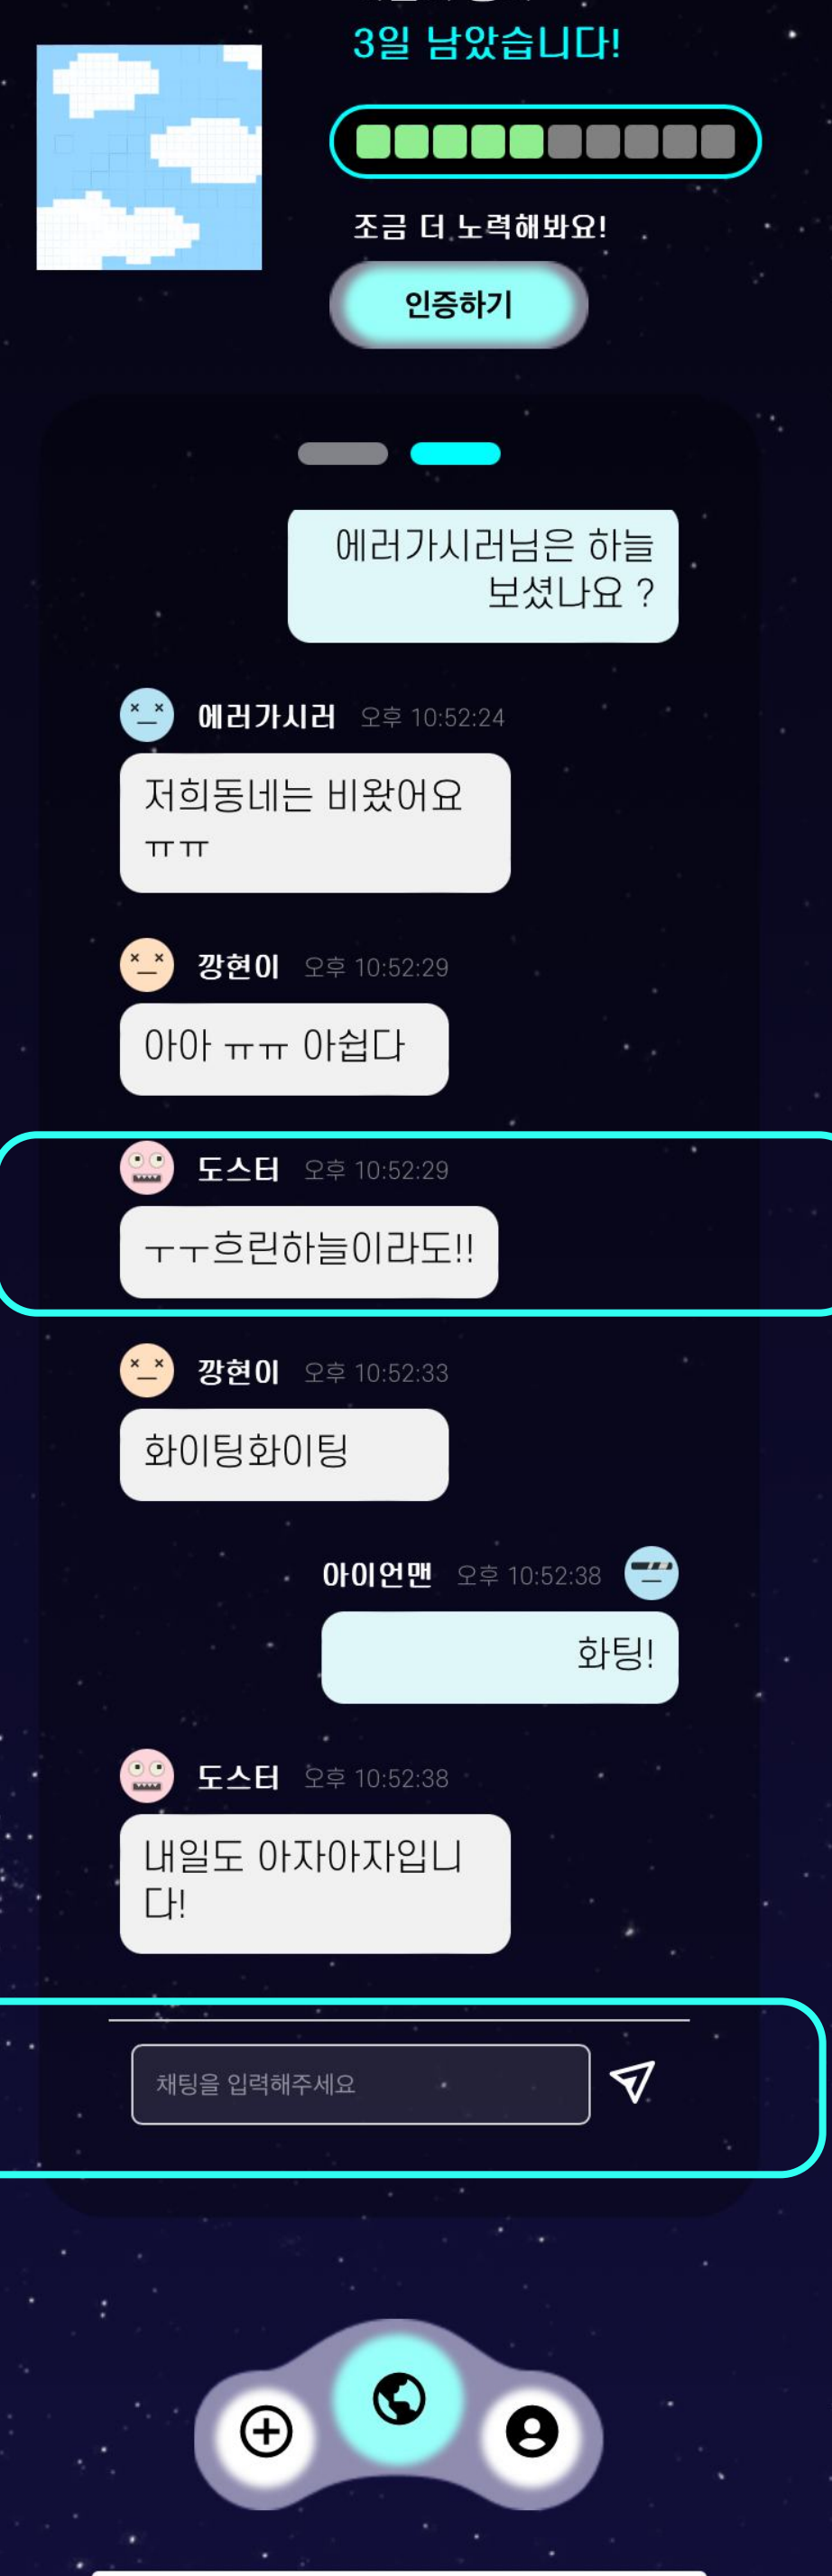 3일 남았습니다!
조금 더 노력해봐요!
인증하기
에러가시러님은 하늘
보셨나요 ?
에러가시러 오후 10:52:24
저희동네는 비왔어요
ㅠㅠ
깡현이 오후 10:52:29
아아 ㅠㅠ 아쉽다
도스터 오후 10:52:29
ㅜㅜ흐린하늘이라도!!
깡현이 오후 10:52:33
화이팅화이팅
아이언맨 오후 10:52:38
화팅!
도스터 오후 10:52:38
내일도 아자아자입니
다!
채팅을 입력해주세요